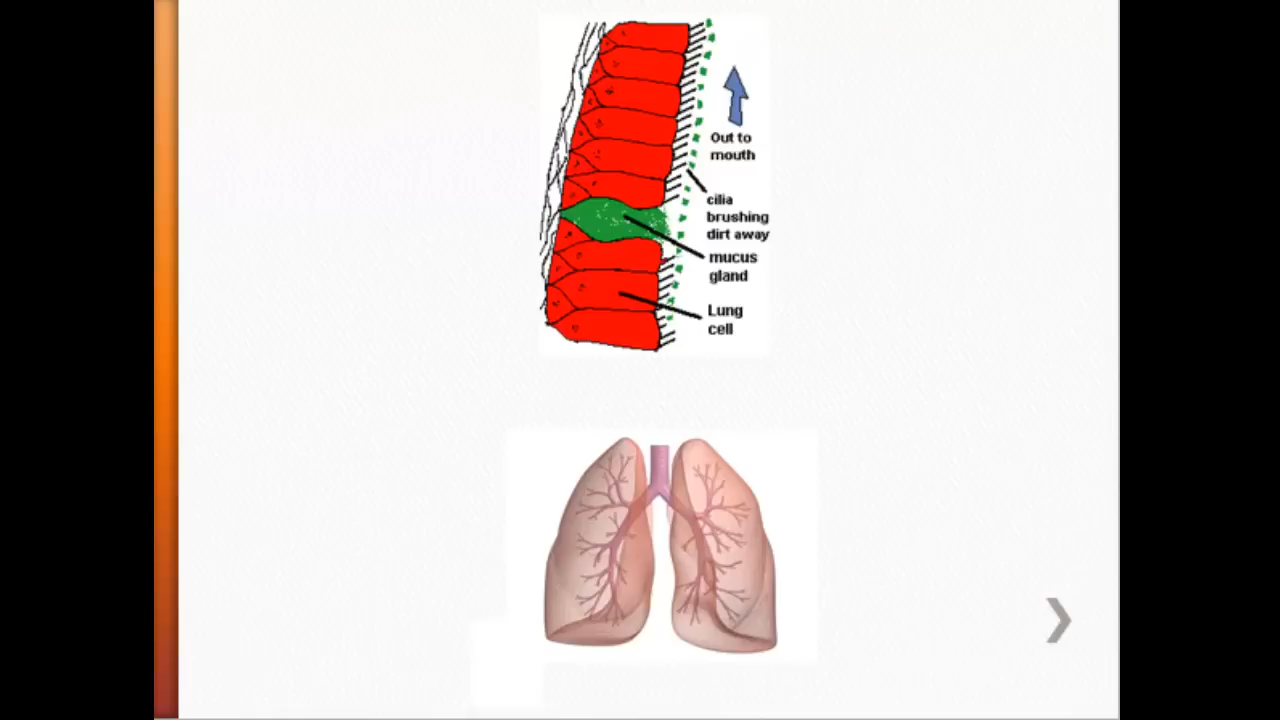 Out to
mouth
cilia
brushing
dirt away
mucus
gland
Lung
cell